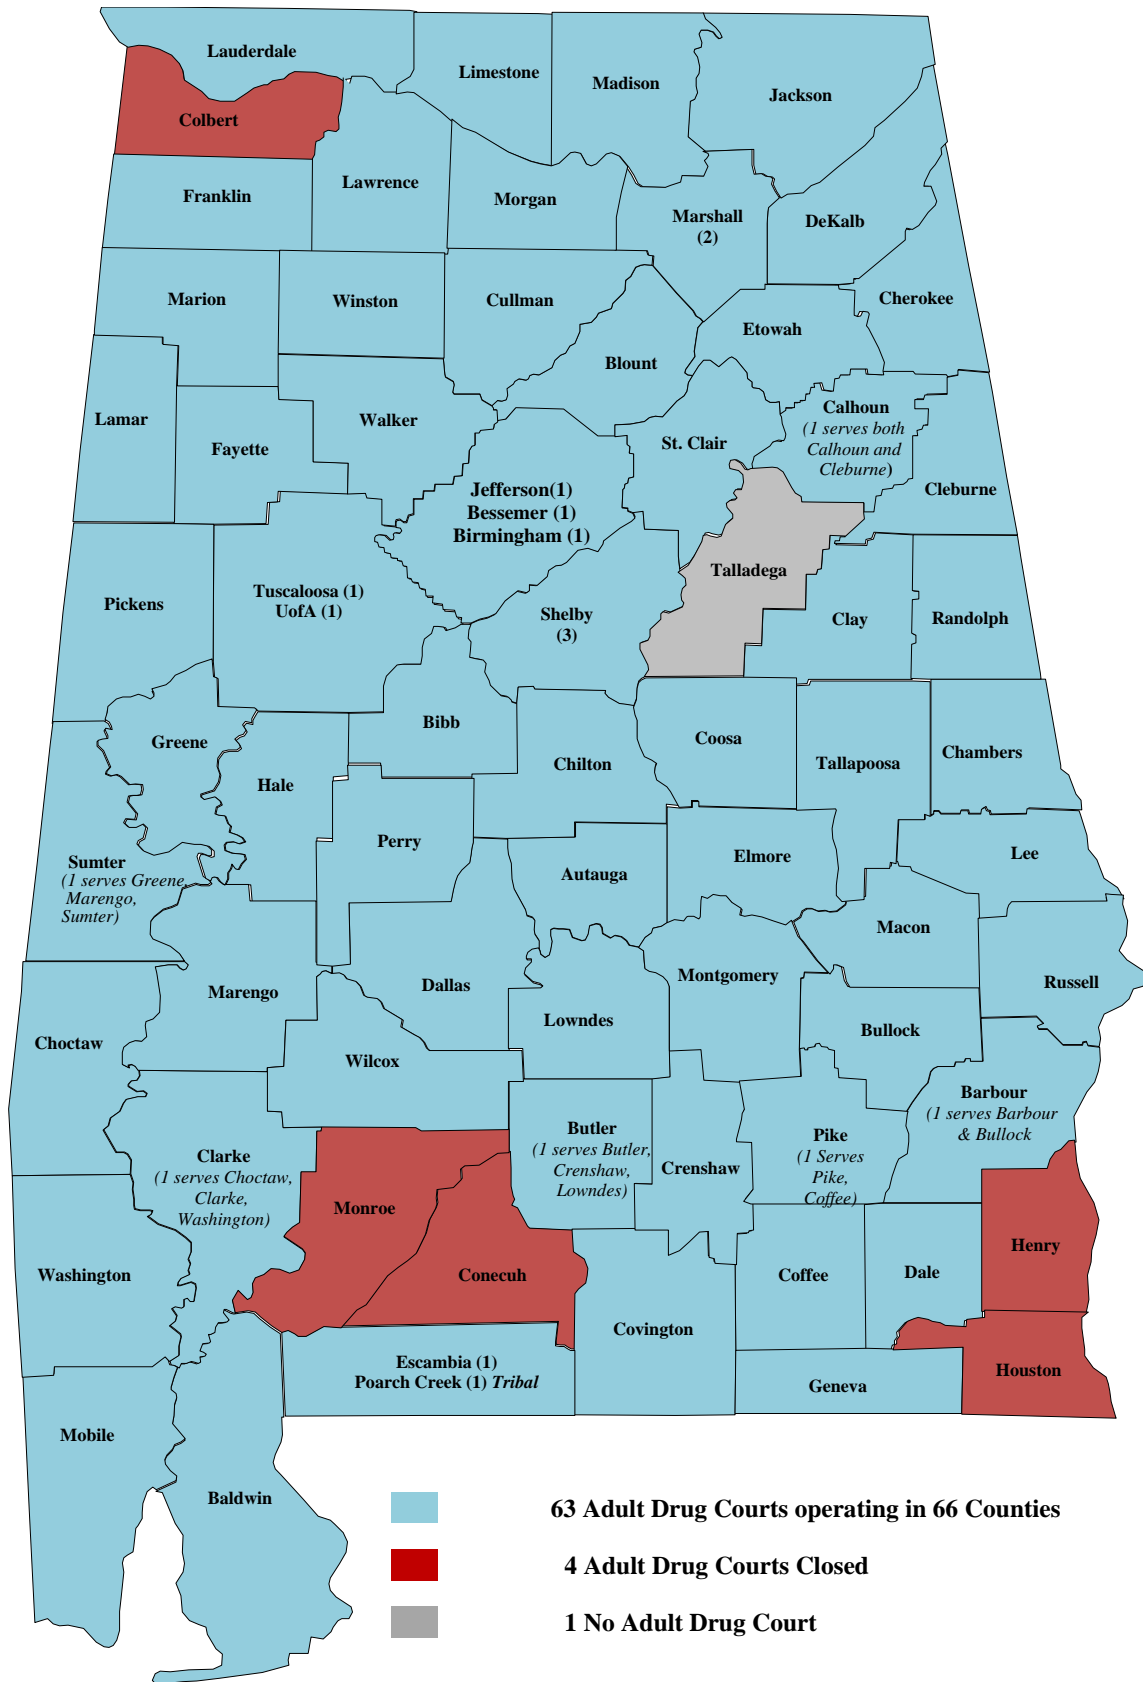 Lauderdale
Limestone
Madison
Jackson
Colbert
Franklin
Lawrence
Morgan
Marshall
(2)
DeKalb
Marion
Winston
Cullman
Cherokee
Etowah
Blount
Lamar
Walker
Fayette
St. Clair
Calhoun
(1 serves both
Calhoun and
Cleburne)
Cleburne
Jefferson(1)
Bessemer (1)
Birmingham (1)
Talladega
Pickens
Tuscaloosa (1)
UofA (1)
Shelby
(3)
Clay
Randolph
Greene
Bibb
Coosa
Tallapoosa
Chambers
Hale
Chilton
Perry
Elmore
Lee
Sumter
(1 serves Greene,
Marengo,
Sumter)
Autauga
Macon
Marengo
Dallas
Montgomery
Russell
Lowndes
Bullock
Choctaw
Wilcox
Barbour
(1 serves Barbour
& Bullock
Butler
(1 serves Butler,
Crenshaw,
Lowndes)
Pike
(1 Serves
Pike,
Coffee)
Clarke
(1 serves Choctaw,
Clarke,
Washington)
Crenshaw
Monroe
Henry
Washington
Conecuh
Coffee
Dale
Covington
Escambia (1)
Poarch Creek (1) Tribal
Houston
Geneva
Mobile
Baldwin
63 Adult Drug Courts operating in 66 Counties
4 Adult Drug Courts Closed
1 No Adult Drug Court